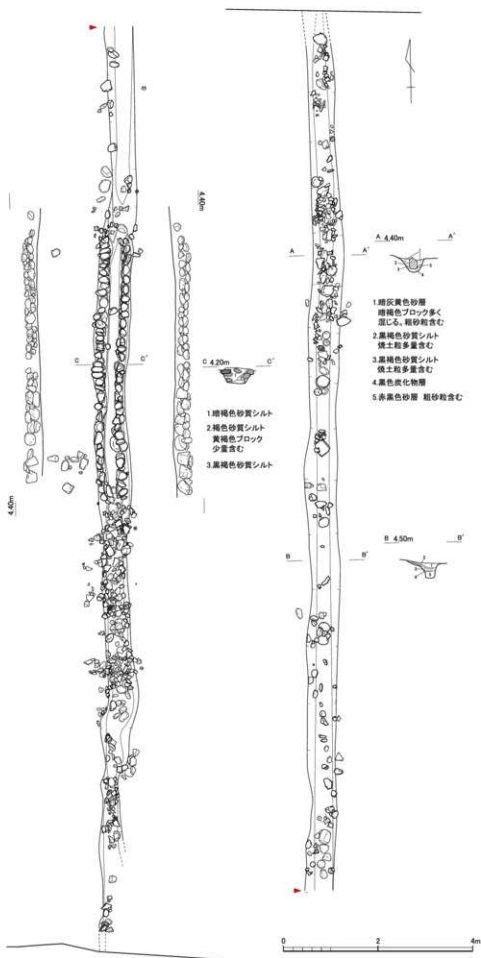 B
4.40m
C
C'
C 4.20m C'
1.暗褐色砂質シルト
2.褐色砂質シルト
黄褐色ブロック
少量含む
3.黒褐色砂質シルト
4.40m
A
A'
A 4.40m A'
1.暗灰黄色砂層
暗褐色ブロック多く
混じる。粗砂粒含む
2.黒褐砂質シルト
焼土粒多量含む
3.黒褐砂質シルト
焼土粒多量含む
4.黒色炭化物層
5.赤黒色砂層 粗砂粒含む
B
B'
B 4.50m B'
0 2 4m